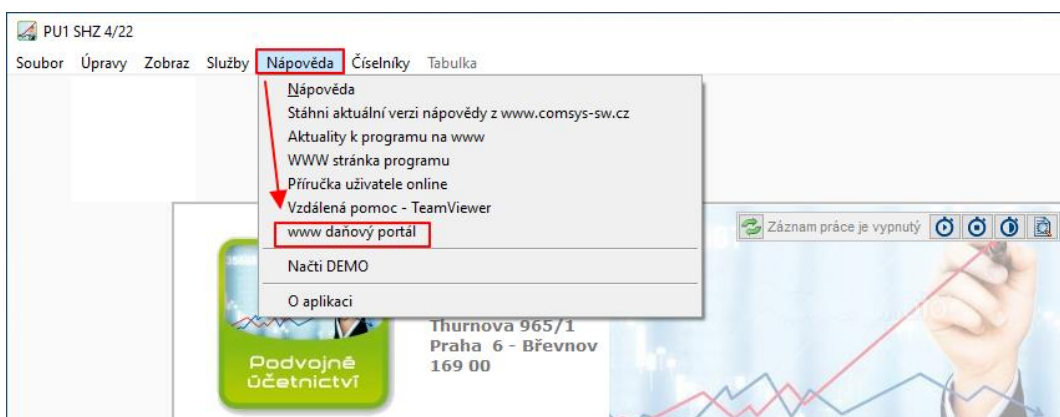 PU1 SHZ 4/22
Soubor Úpravy Zobraz Služby Nápověda Číselníky Tabulka
Nápověda
Stáhni aktuální verzi nápovědy z www.comsys-sw.cz
Aktuality k programu na www
WWW stránka programu
Příručka uživatele online
Vzdálená pomoc - TeamViewer
www daňový portál
Načti DEMO
O aplikaci
Záznam práce je vypnutý
Podvojné
účetnictví
Thurnova 965/1
Praha 6 - Břevnov
169 00